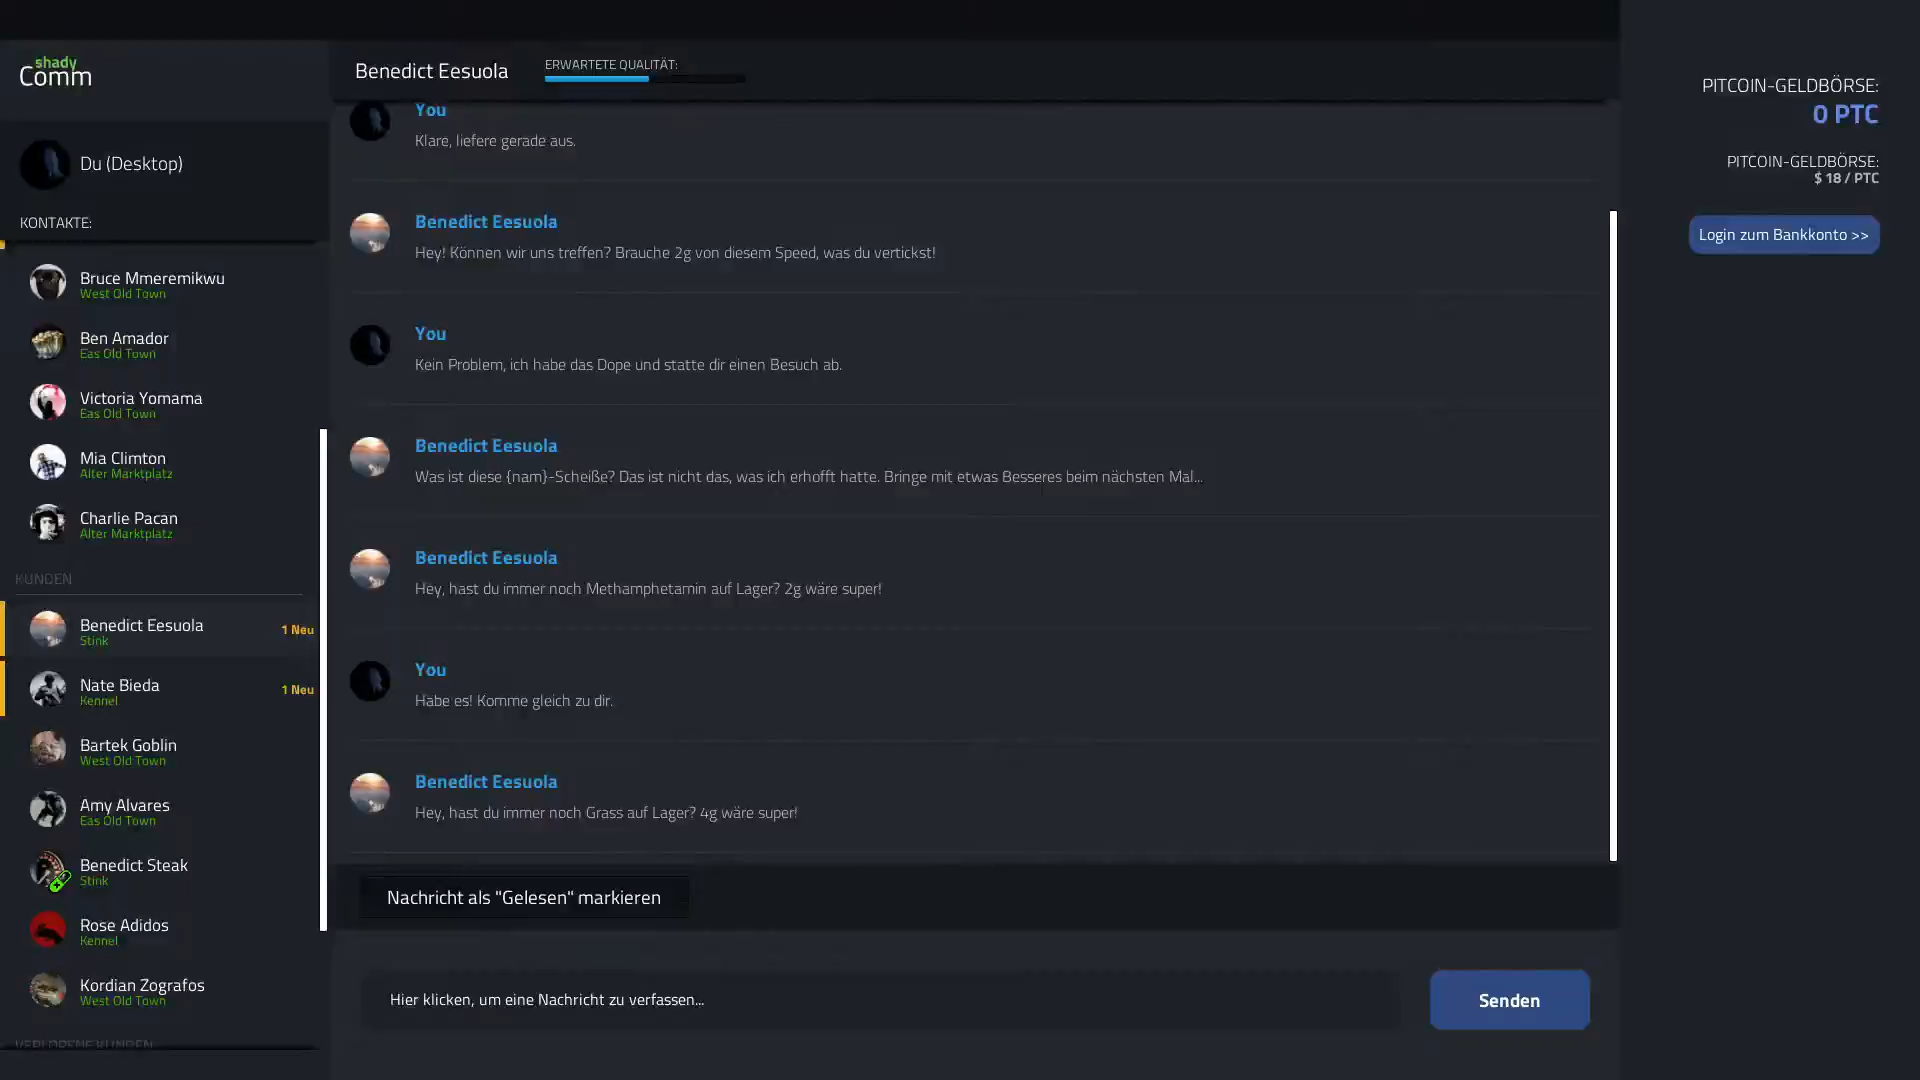 shady
Comm
Du (Desktop)
KONTAKTE:
Bruce Mmeremikwu
West Old Town
Ben Amador
Eas Old Town
Victoria Yomama
Eas Old Town
Mia Climton
Alter Marktplatz
Charlie Pacan
Alter Marktplatz
KUNDEN
Benedict Eesuola
Stink
1 Neu
Nate Bieda
Kennel
1 Neu
Bartek Goblin
West Old Town
Amy Alvares
Eas Old Town
Benedict Steak
Stink
Rose Adidos
Kennel
Kordian Zografos
West Old Town
VERLORENE KUNDEN
Benedict Eesuola
ERWARTETE QUALITÄT:
You
Klare, liefere gerade aus.
Benedict Eesuola
Hey! Können wir uns treffen? Brauche 2g von diesem Speed, was du vertickst!
You
Kein Problem, ich habe das Dope und statte dir einen Besuch ab.
Benedict Eesuola
Was ist diese {nam}-Scheiße? Das ist nicht das, was ich erhofft hatte. Bringe mit etwas Besseres beim nächsten Mal...
Benedict Eesuola
Hey, hast du immer noch Methamphetamin auf Lager? 2g wäre super!
You
Habe es! Komme gleich zu dir.
Benedict Eesuola
Hey, hast du immer noch Grass auf Lager? 4g wäre super!
Nachricht als "Gelesen" markieren
Hier klicken, um eine Nachricht zu verfassen...
Senden
PITCOIN-GELDBÖRSE:
0 PTC
PITCOIN-GELDBÖRSE:
$ 18 / PTC
Login zum Bankkonto >>